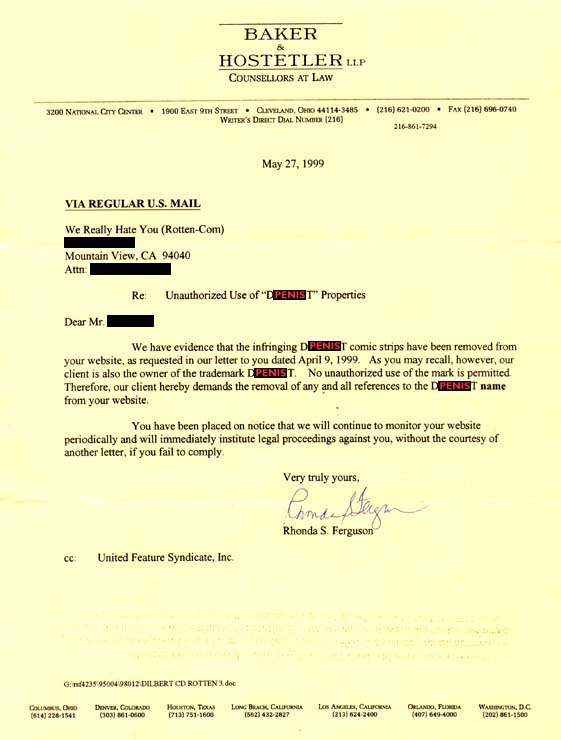 BAKER
&
HOSTETLER LLP
COUNSELLORS AT LAW
3200 NATIONAL CITY CENTER • 1900 EAST 9TH STREET • CLEVELAND, OHIO 44114-3485 • (216) 621-0200 • FAX (216) 696-0740
WRITER'S DIRECT DIAL NUMBER (216)
216-861-7294
May 27, 1999
VIA REGULAR U.S. MAIL
We Really Hate You (Rotten-Com)
Mountain View, CA 94040
Attn:
Re: Unauthorized Use of "DPENIST" Properties
Dear Mr.
We have evidence that the infringing DPENIST comic strips have been removed from
your website, as requested in our letter to you dated April 9, 1999. As you may recall, however, our
client is also the owner of the trademark DPENIST. No unauthorized use of the mark is permitted.
Therefore, our client hereby demands the removal of any and all references to the DPENIST name
from your website.
You have been placed on notice that we will continue to monitor your website
periodically and will immediately institute legal proceedings against you, without the courtesy of
another letter, if you fail to comply.
Very truly yours,
Rhonda S Ferguson
Rhonda S. Ferguson
cc: United Feature Syndicate, Inc.
G:\rsf4235\95004\98012\DILBERT CD ROTTEN 3.doc
COLUMBUS, OHIO DENVER, COLORADO HOUSTON, TEXAS LONG BEACH, CALIFORNIA LOS ANGELES, CALIFORNIA ORLANDO, FLORIDA WASHINGTON, D.C.
(614) 228-1541 (303) 861-0600 (713) 751-1600 (562) 432-2827 (213) 624-2400 (407) 649-4000 (202) 861-1500